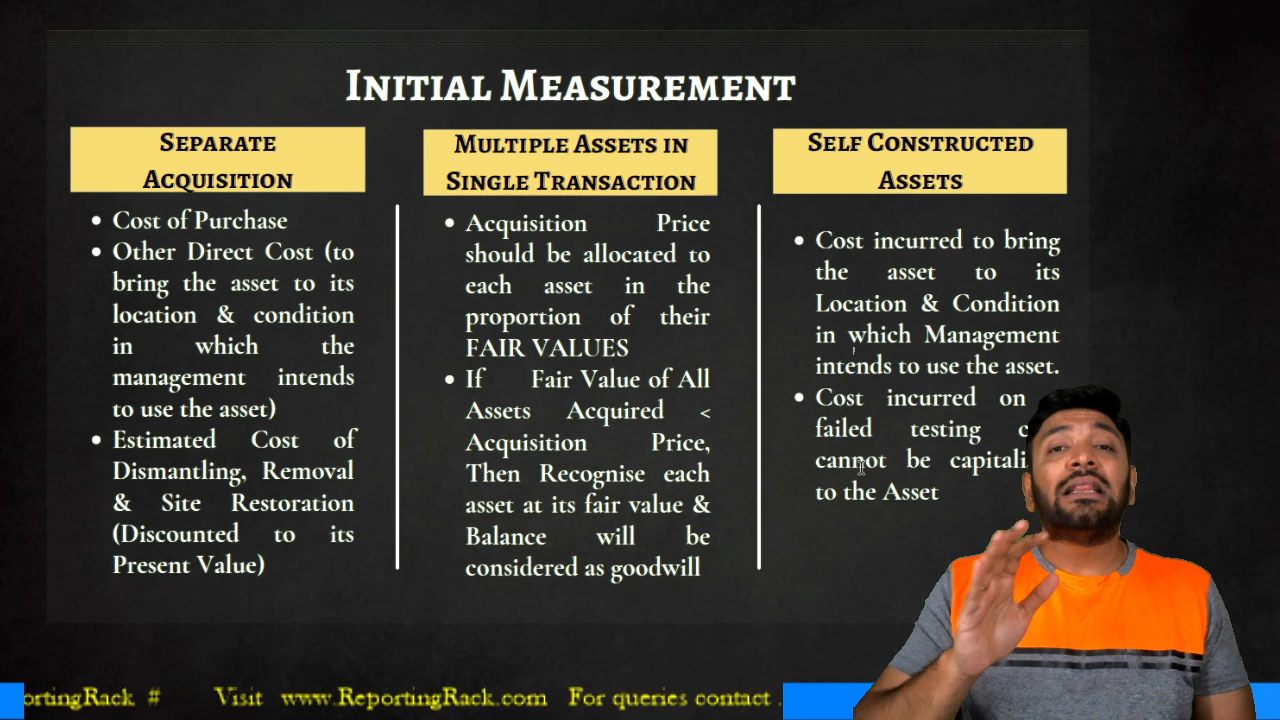 INITIAL MEASUREMENT
SEPARATE
ACQUISITION
• Cost of Purchase
• Other Direct Cost (to
bring the asset to its
location & condition
in which the
management intends
to use the asset)
• Estimated Cost of
Dismantling, Removal
& Site Restoration
(Discounted to its
Present Value)
MULTIPLE ASSETS IN
SINGLE TRANSACTION
• Acquisition Price
should be allocated to
each asset in the
proportion of their
FAIR VALUES
• If Fair Value of All
Assets Acquired <
Acquisition Price,
Then Recognise each
asset at its fair value &
Balance will be
considered as goodwill
SELF CONSTRUCTED
ASSETS
• Cost incurred to bring
the asset to its
Location & Condition
in which Management
intends to use the asset.
• Cost incurred on
failed testing
cannot be
to the Asset
ortingRack # Visit www.ReportingRack.com For queries contact .